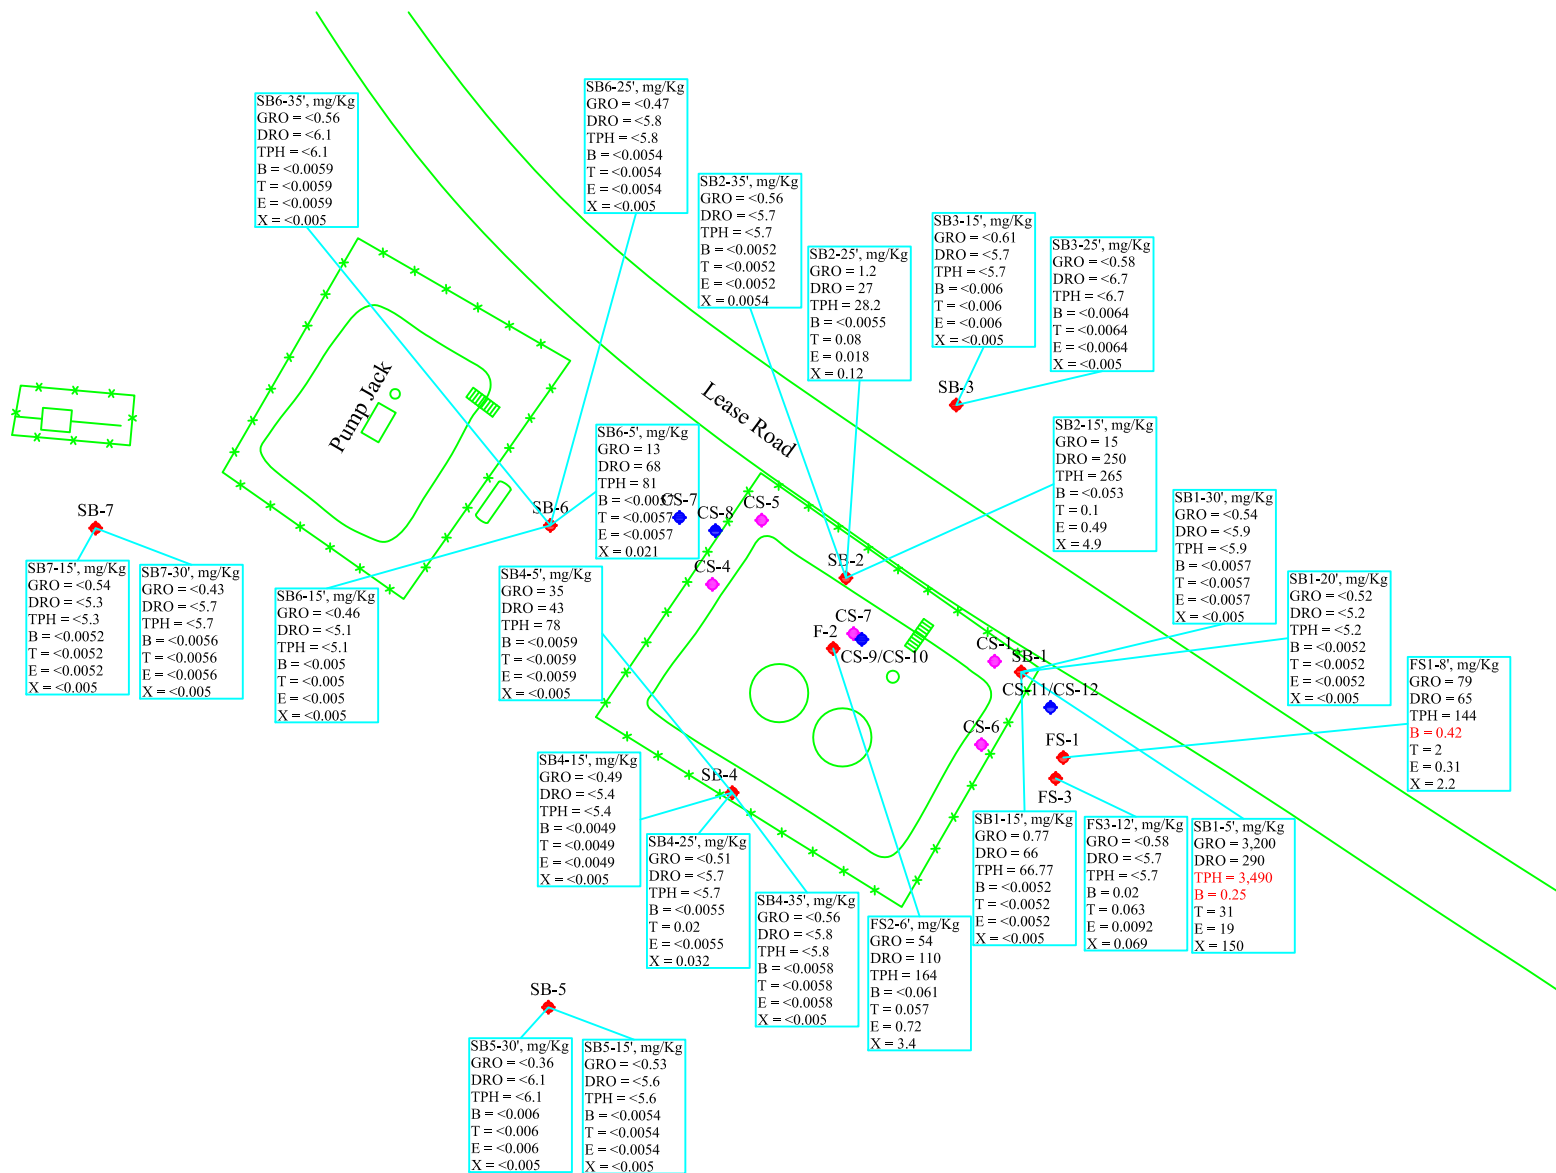 SB6-25', mg/Kg
GRO = <0.47
DRO = <5.8
TPH = <5.8
B = <0.0054
T = <0.0054
E = <0.0054
X = <0.005
SB6-35', mg/Kg
GRO = <0.56
DRO = <6.1
TPH = <6.1
B = <0.0059
T = <0.0059
E = <0.0059
X = <0.005
SB2-35', mg/Kg
GRO = <0.56
DRO = <5.7
TPH = <5.7
B = <0.0052
T = <0.0052
E = <0.0052
X = 0.0054
SB2-25', mg/Kg
GRO = 1.2
DRO = 27
TPH = 28.2
B = <0.0055
T = 0.08
E = 0.018
X = 0.12
SB3-15', mg/Kg
GRO = <0.61
DRO = <5.7
TPH = <5.7
B = <0.006
T = <0.006
E = <0.006
X = <0.005
SB3-25', mg/Kg
GRO = <0.58
DRO = <6.7
TPH = <6.7
B = <0.0064
T = <0.0064
E = <0.0064
X = <0.005
SB-3
Pump Jack
Lease Road
SB2-15', mg/Kg
GRO = 15
DRO = 250
TPH = 265
B = <0.053
T = 0.1
E = 0.49
X = 4.9
SB6-5', mg/Kg
GRO = 13
DRO = 68
TPH = 81
B = <0.0057
T = <0.0057
E = <0.0057
X = 0.021
CS-7
CS-8
CS-5
SB-6
SB-7
SB-2
CS-4
SB1-30', mg/Kg
GRO = <0.54
DRO = <5.9
TPH = <5.9
B = <0.0057
T = <0.0057
E = <0.0057
X = <0.005
SB7-15', mg/Kg
GRO = <0.54
DRO = <5.3
TPH = <5.3
B = <0.0052
T = <0.0052
E = <0.0052
X = <0.005
SB7-30', mg/Kg
GRO = <0.43
DRO = <5.7
TPH = <5.7
B = <0.0056
T = <0.0056
E = <0.0056
X = <0.005
SB6-15', mg/Kg
GRO = <0.46
DRO = <5.1
TPH = <5.1
B = <0.005
T = <0.005
E = <0.005
X = <0.005
SB4-5', mg/Kg
GRO = 35
DRO = 43
TPH = 78
B = <0.0059
T = <0.0059
E = <0.0059
X = <0.005
SB1-20', mg/Kg
GRO = <0.52
DRO = <5.2
TPH = <5.2
B = <0.0052
T = <0.0052
E = <0.0052
X = <0.005
CS-7
F-2
CS-9/CS-10
CS-1
SB-1
CS-11/CS-12
CS-6
FS-1
FS-3
FS1-8', mg/Kg
GRO = 79
DRO = 65
TPH = 144
B = 0.42
T = 2
E = 0.31
X = 2.2
SB-4
SB4-15', mg/Kg
GRO = <0.49
DRO = <5.4
TPH = <5.4
B = <0.0049
T = <0.0049
E = <0.0049
X = <0.005
SB4-25', mg/Kg
GRO = <0.51
DRO = <5.7
TPH = <5.7
B = <0.0055
T = 0.02
E = <0.0055
X = 0.032
SB4-35', mg/Kg
GRO = <0.56
DRO = <5.8
TPH = <5.8
B = <0.0058
T = <0.0058
E = <0.0058
X = <0.005
FS2-6', mg/Kg
GRO = 54
DRO = 110
TPH = 164
B = <0.061
T = 0.057
E = 0.72
X = 3.4
SB1-15', mg/Kg
GRO = 0.77
DRO = 66
TPH = 66.77
B = <0.0052
T = <0.0052
E = <0.0052
X = <0.005
FS3-12', mg/Kg
GRO = <0.58
DRO = <5.7
TPH = <5.7
B = 0.02
T = 0.063
E = 0.0092
X = 0.069
SB1-5', mg/Kg
GRO = 3,200
DRO = 290
TPH = 3,490
B = 0.25
T = 31
E = 19
X = 150
SB-5
SB5-30', mg/Kg
GRO = <0.36
DRO = <6.1
TPH = <6.1
B = <0.006
T = <0.006
E = <0.006
X = <0.005
SB5-15', mg/Kg
GRO = <0.53
DRO = <5.6
TPH = <5.6
B = <0.0054
T = <0.0054
E = <0.0054
X = <0.005